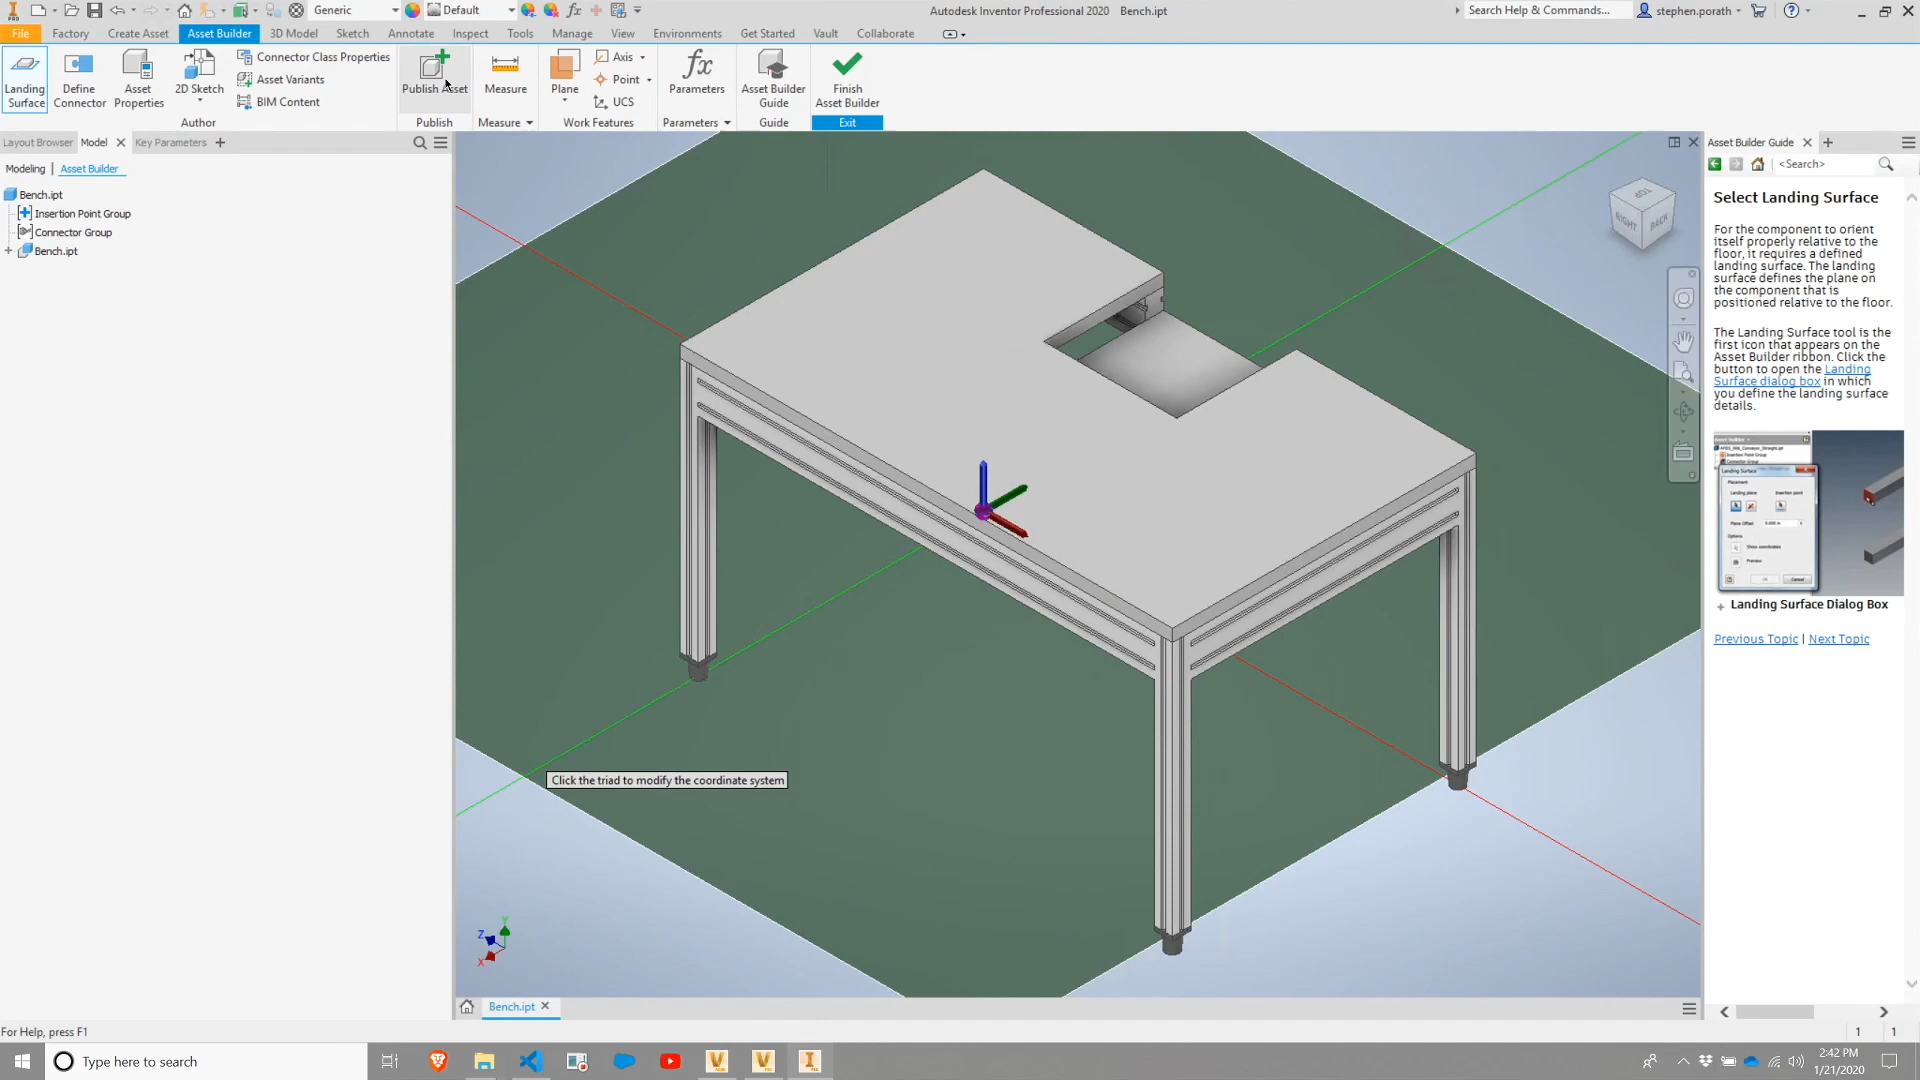 Generic
Default
Autodesk Inventor Professional 2020 Bench.ipt
Search Help & Commands...
stephen.porath
File
Factory
Create Asset
Asset Builder
3D Model
Sketch
Annotate
Inspect
Tools
Manage
View
Environments
Get Started
Vault
Collaborate
Landing Surface
Define Connector
Asset Properties
2D Sketch
Connector Class Properties
Asset Variants
BIM Content
Publish Asset
Measure
Plane
Axis
Point
UCS
fx
Parameters
Asset Builder Guide
Finish Asset Builder
Author
Publish
Measure
Work Features
Parameters
Guide
Exit
Layout Browser
Model
Key Parameters
Modeling
Asset Builder
Bench.ipt
Insertion Point Group
Connector Group
Bench.ipt
TOP
RIGHT
BACK
Click the triad to modify the coordinate system
Y
Z
X
Asset Builder Guide
<Search>
Select Landing Surface
For the component to orient
itself properly relative to the
floor, it requires a defined
landing surface. The landing
surface defines the plane on
the component that is
positioned relative to the floor.
The Landing Surface tool is the
first icon that appears on the
Asset Builder ribbon. Click the
button to open the Landing
Surface dialog box in which
you define the landing surface
details.
Landing Surface Dialog Box
Previous Topic | Next Topic
Bench.ipt
For Help, press F1
1
1
Type here to search
2:42 PM
1/21/2020